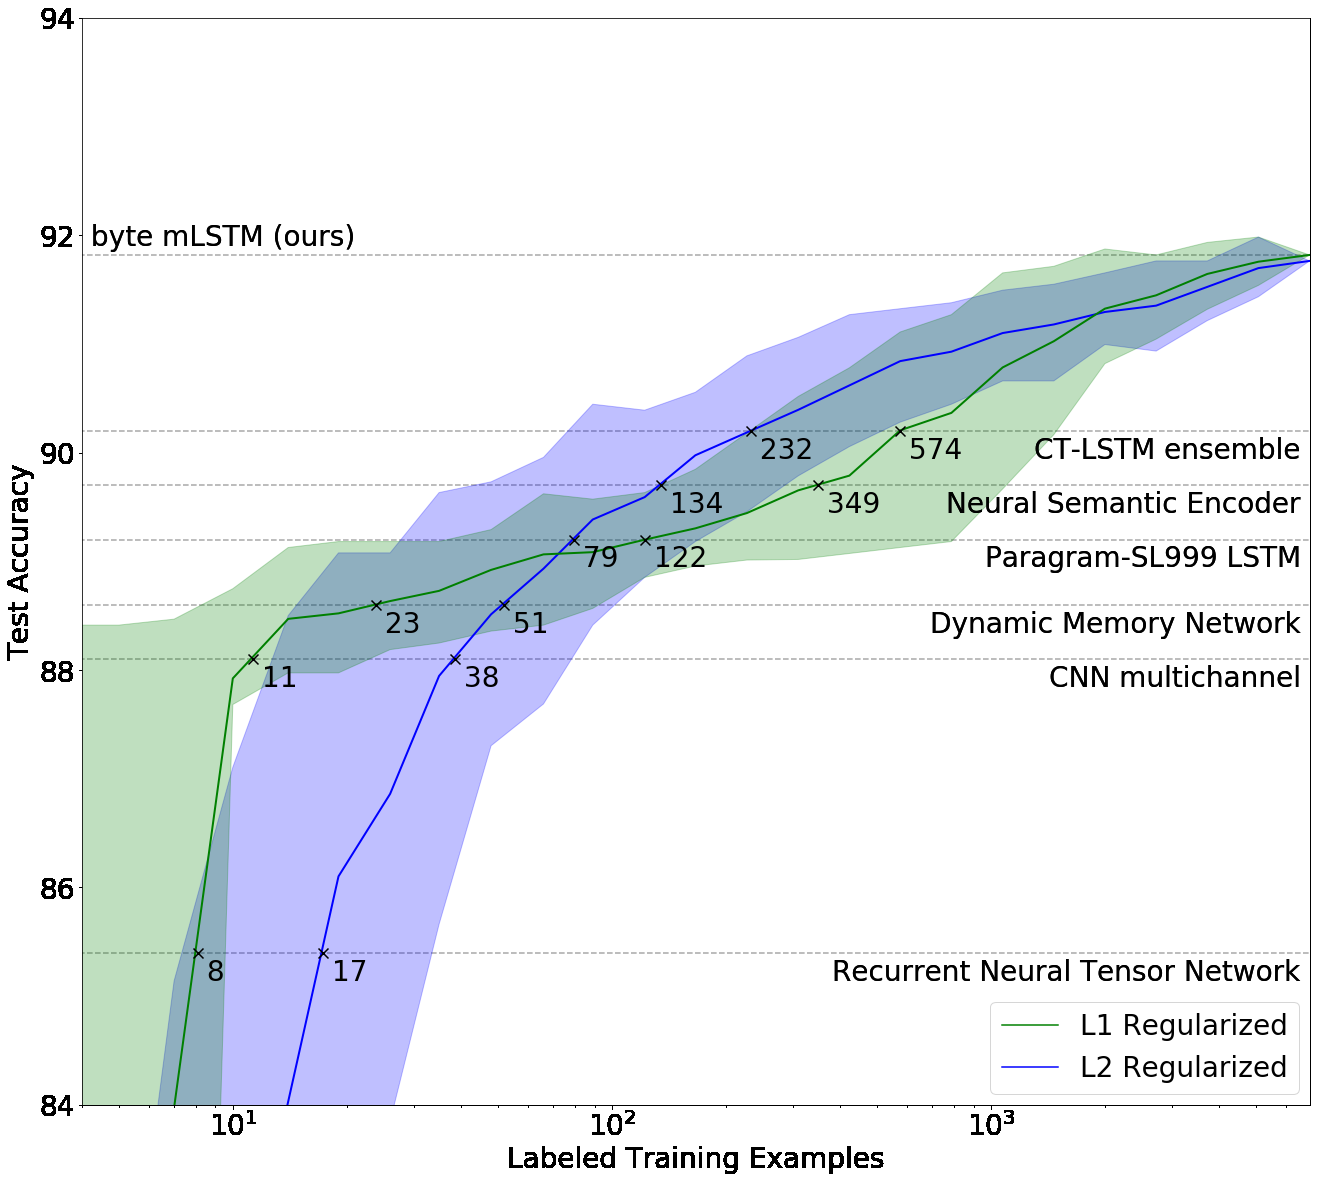 94
92
90
88
86
84
Test Accuracy
byte mLSTM (ours)
232
574
CT-LSTM ensemble
134
349
Neural Semantic Encoder
79
122
Paragram-SL999 LSTM
23
51
Dynamic Memory Network
11
38
CNN multichannel
8
17
Recurrent Neural Tensor Network
L1 Regularized
L2 Regularized
10¹
10²
10³
Labeled Training Examples